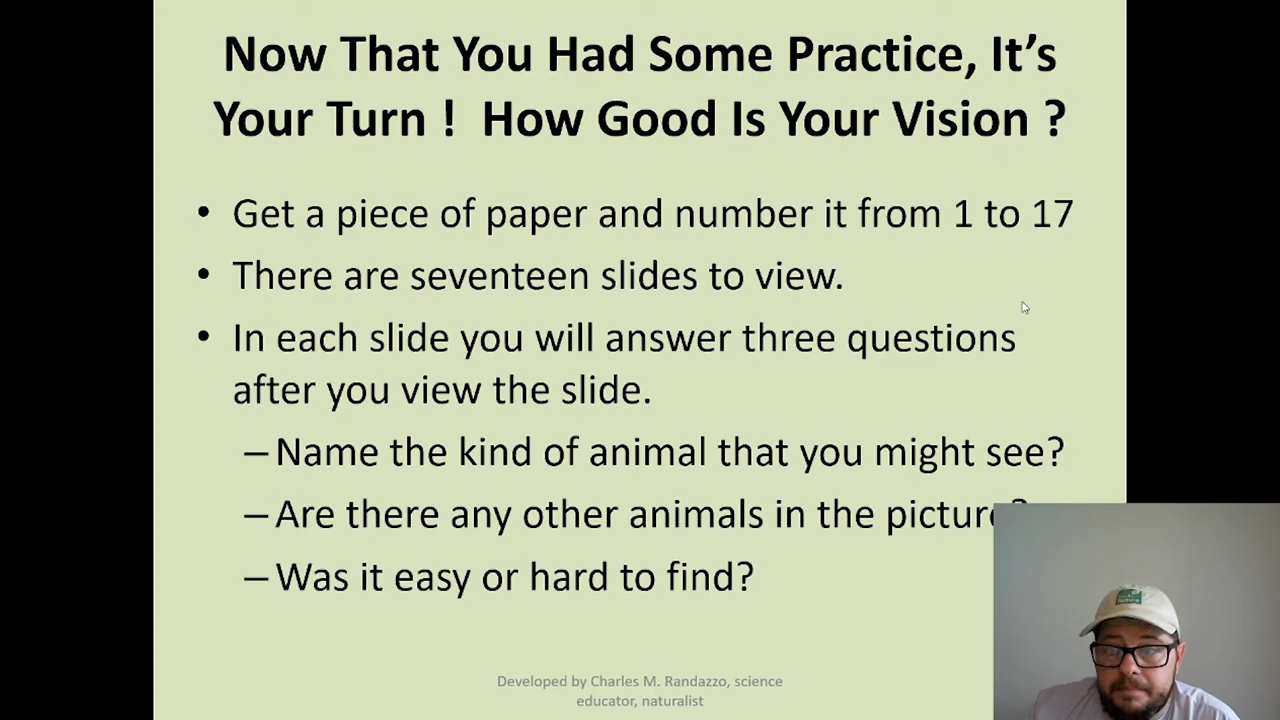 Now That You Had Some Practice, It’s
Your Turn !  How Good Is Your Vision ?
• Get a piece of paper and number it from 1 to 17
• There are seventeen slides to view.
• In each slide you will answer three questions
after you view the slide.
– Name the kind of animal that you might see?
– Are there any other animals in the picture?
– Was it easy or hard to find?
Developed by Charles M. Randazzo, science
educator, naturalist